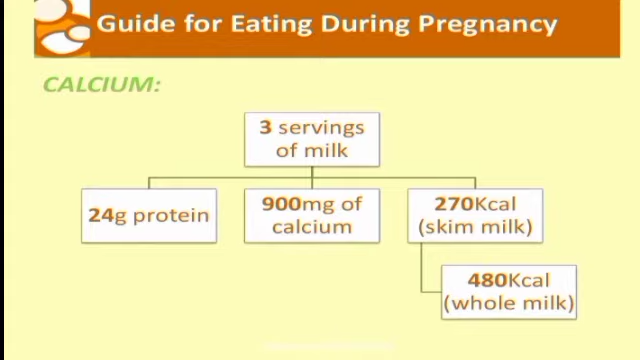 Guide for Eating During Pregnancy
CALCIUM:
3 servings
of milk
24g protein
900mg of
calcium
270Kcal
(skim milk)
480Kcal
(whole milk)